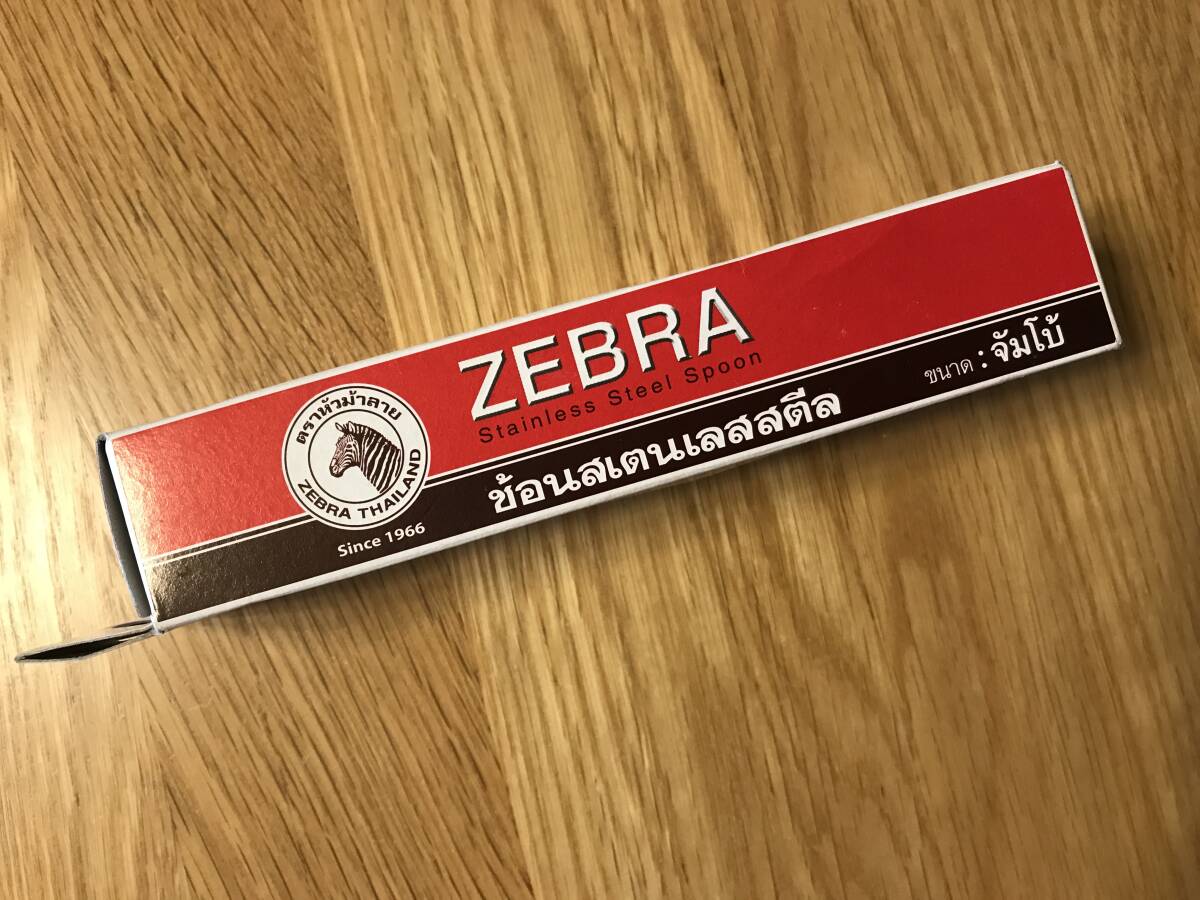 ตราหัวม้าลาย
ZEBRA THAILAND
Since 1966
ZEBRA
Stainless Steel Spoon
ช้อนสเตนเลสสตีล
ขนาด : จัมโบ้